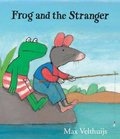 Frog and the Stranger
Max Velthuijs